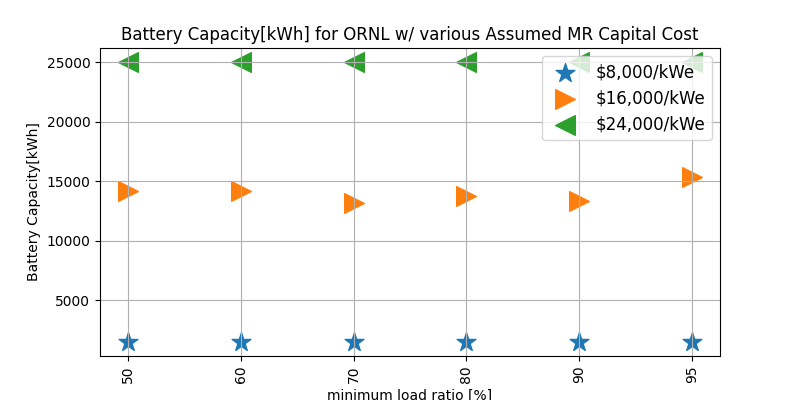 Battery Capacity[kWh] for ORNL w/ various Assumed MR Capital Cost
Battery Capacity[kWh]
25000
20000
15000
10000
5000
$8,000/kWe
$16,000/kWe
$24,000/kWe
50
60
70
80
90
95
minimum load ratio [%]